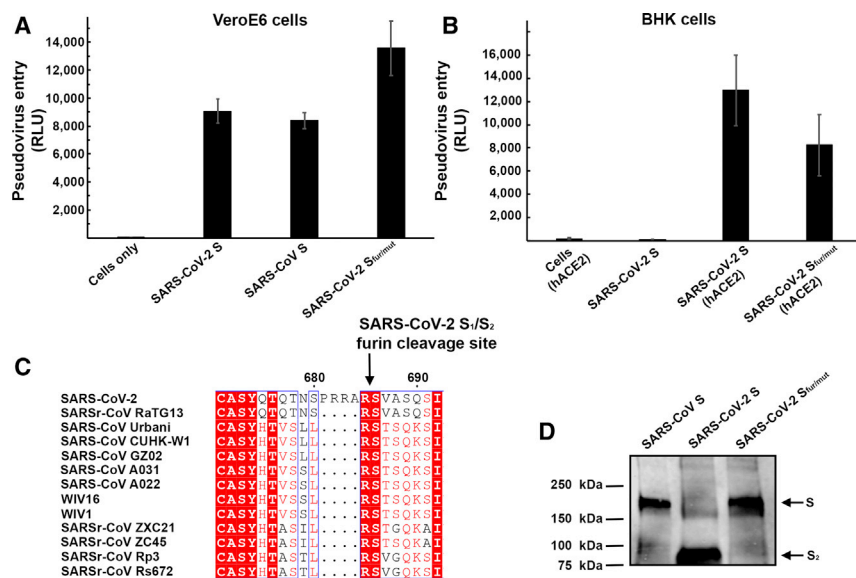 A
VeroE6 cells
Pseudovirus entry
(RLU)
14,000
12,000
10,000
8,000
6,000
4,000
2,000
Cells only
SARS-CoV-2 S
SARS-CoV S
SARS-CoV-2 Sfur/mut
B
BHK cells
Pseudovirus entry
(RLU)
16,000
14,000
12,000
10,000
8,000
6,000
4,000
2,000
Cells
(hACE2)
SARS-CoV-2 S
SARS-CoV-2 S
(hACE2)
SARS-CoV-2 Sfur/mut
(hACE2)
C
SARS-CoV-2 S₁/S₂
furin cleavage site
680 690
SARS-CoV-2 CASYQTQTNSPRRARSVASQSI
SARSr-CoV RaTG13 CASYQTQTNS....RSVASQSI
SARS-CoV Urbani CASYHTVSLL....RSTSQKSI
SARS-CoV CUHK-W1 CASYHTVSLL....RSTSQKSI
SARS-CoV GZ02 CASYHTVSLL....RSTSQKSI
SARS-CoV A031 CASYHTVSSL....RSTSQKSI
SARS-CoV A022 CASYHTVSSL....RSTSQKSI
WIV16 CASYHTVSSL....RSTSQKSI
WIV1 CASYHTVSSL....RSTSQKSI
SARSr-CoV ZXC21 CASYHTASIL....RSTGQKAI
SARSr-CoV ZC45 CASYHTASIL....RSTSQKAI
SARSr-CoV Rp3 CASYHTASTL....RSVGQKSI
SARSr-CoV Rs672 CASYHTASTL....RSVGQKSI
D
SARS-CoV S
SARS-CoV-2 S
SARS-CoV-2 Sfur/mut
250 kDa
150 kDa
100 kDa
75 kDa
S
S₂